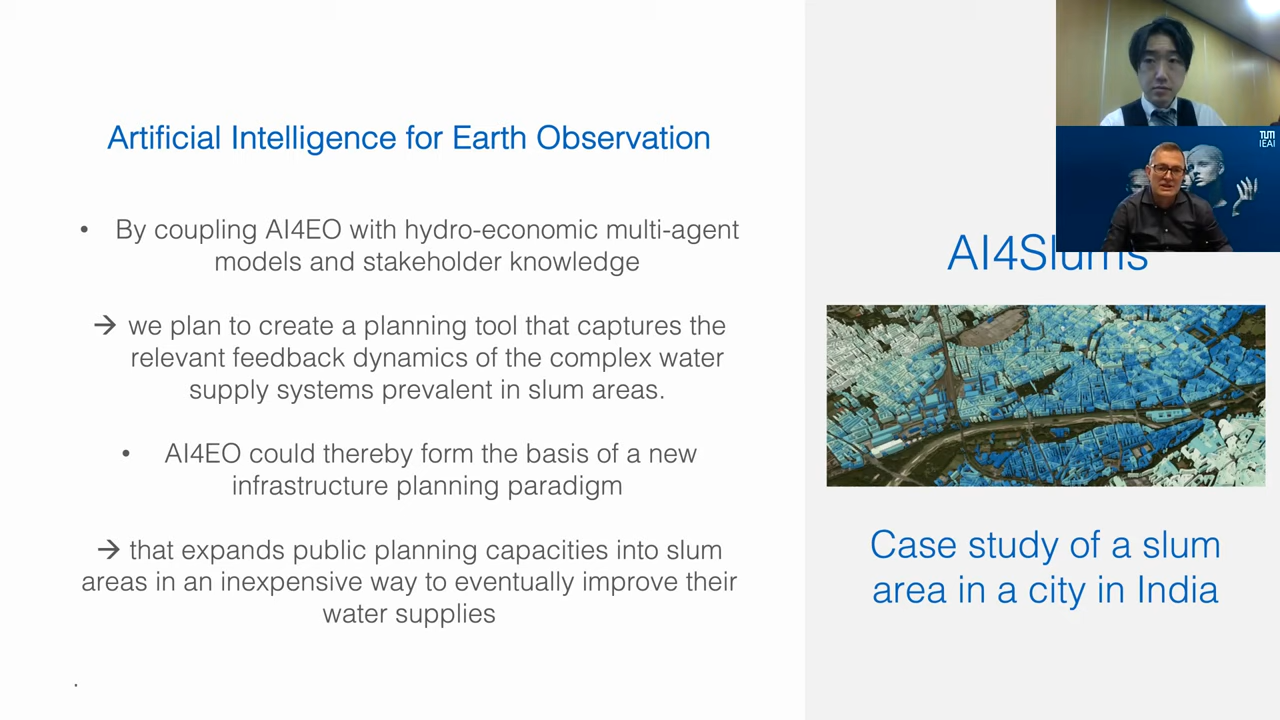 Artificial Intelligence for Earth Observation
• By coupling AI4EO with hydro-economic multi-agent
models and stakeholder knowledge
→ we plan to create a planning tool that captures the
relevant feedback dynamics of the complex water
supply systems prevalent in slum areas.
• AI4EO could thereby form the basis of a new
infrastructure planning paradigm
→ that expands public planning capacities into slum
areas in an inexpensive way to eventually improve their
water supplies
.
TUM
IEAI
AI4Slums
Case study of a slum
area in a city in India